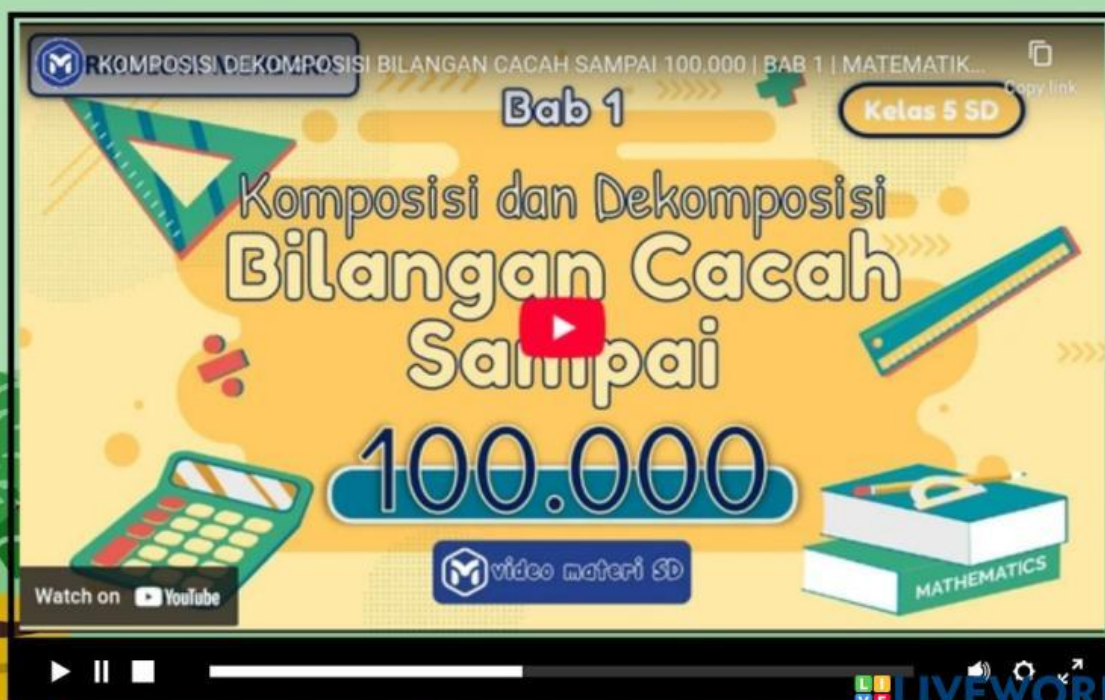 KOMPOSISI DEKOMPOSISI BILANGAN CACAH SAMPAI 100.000 | BAB 1 | MATEMATIK...
Copy link
Bab 1
Kelas 5 SD
Komposisi dan Dekomposisi
Bilangan Cacah
Sampai
100.000
video materi SD
MATHEMATICS
Watch on YouTube